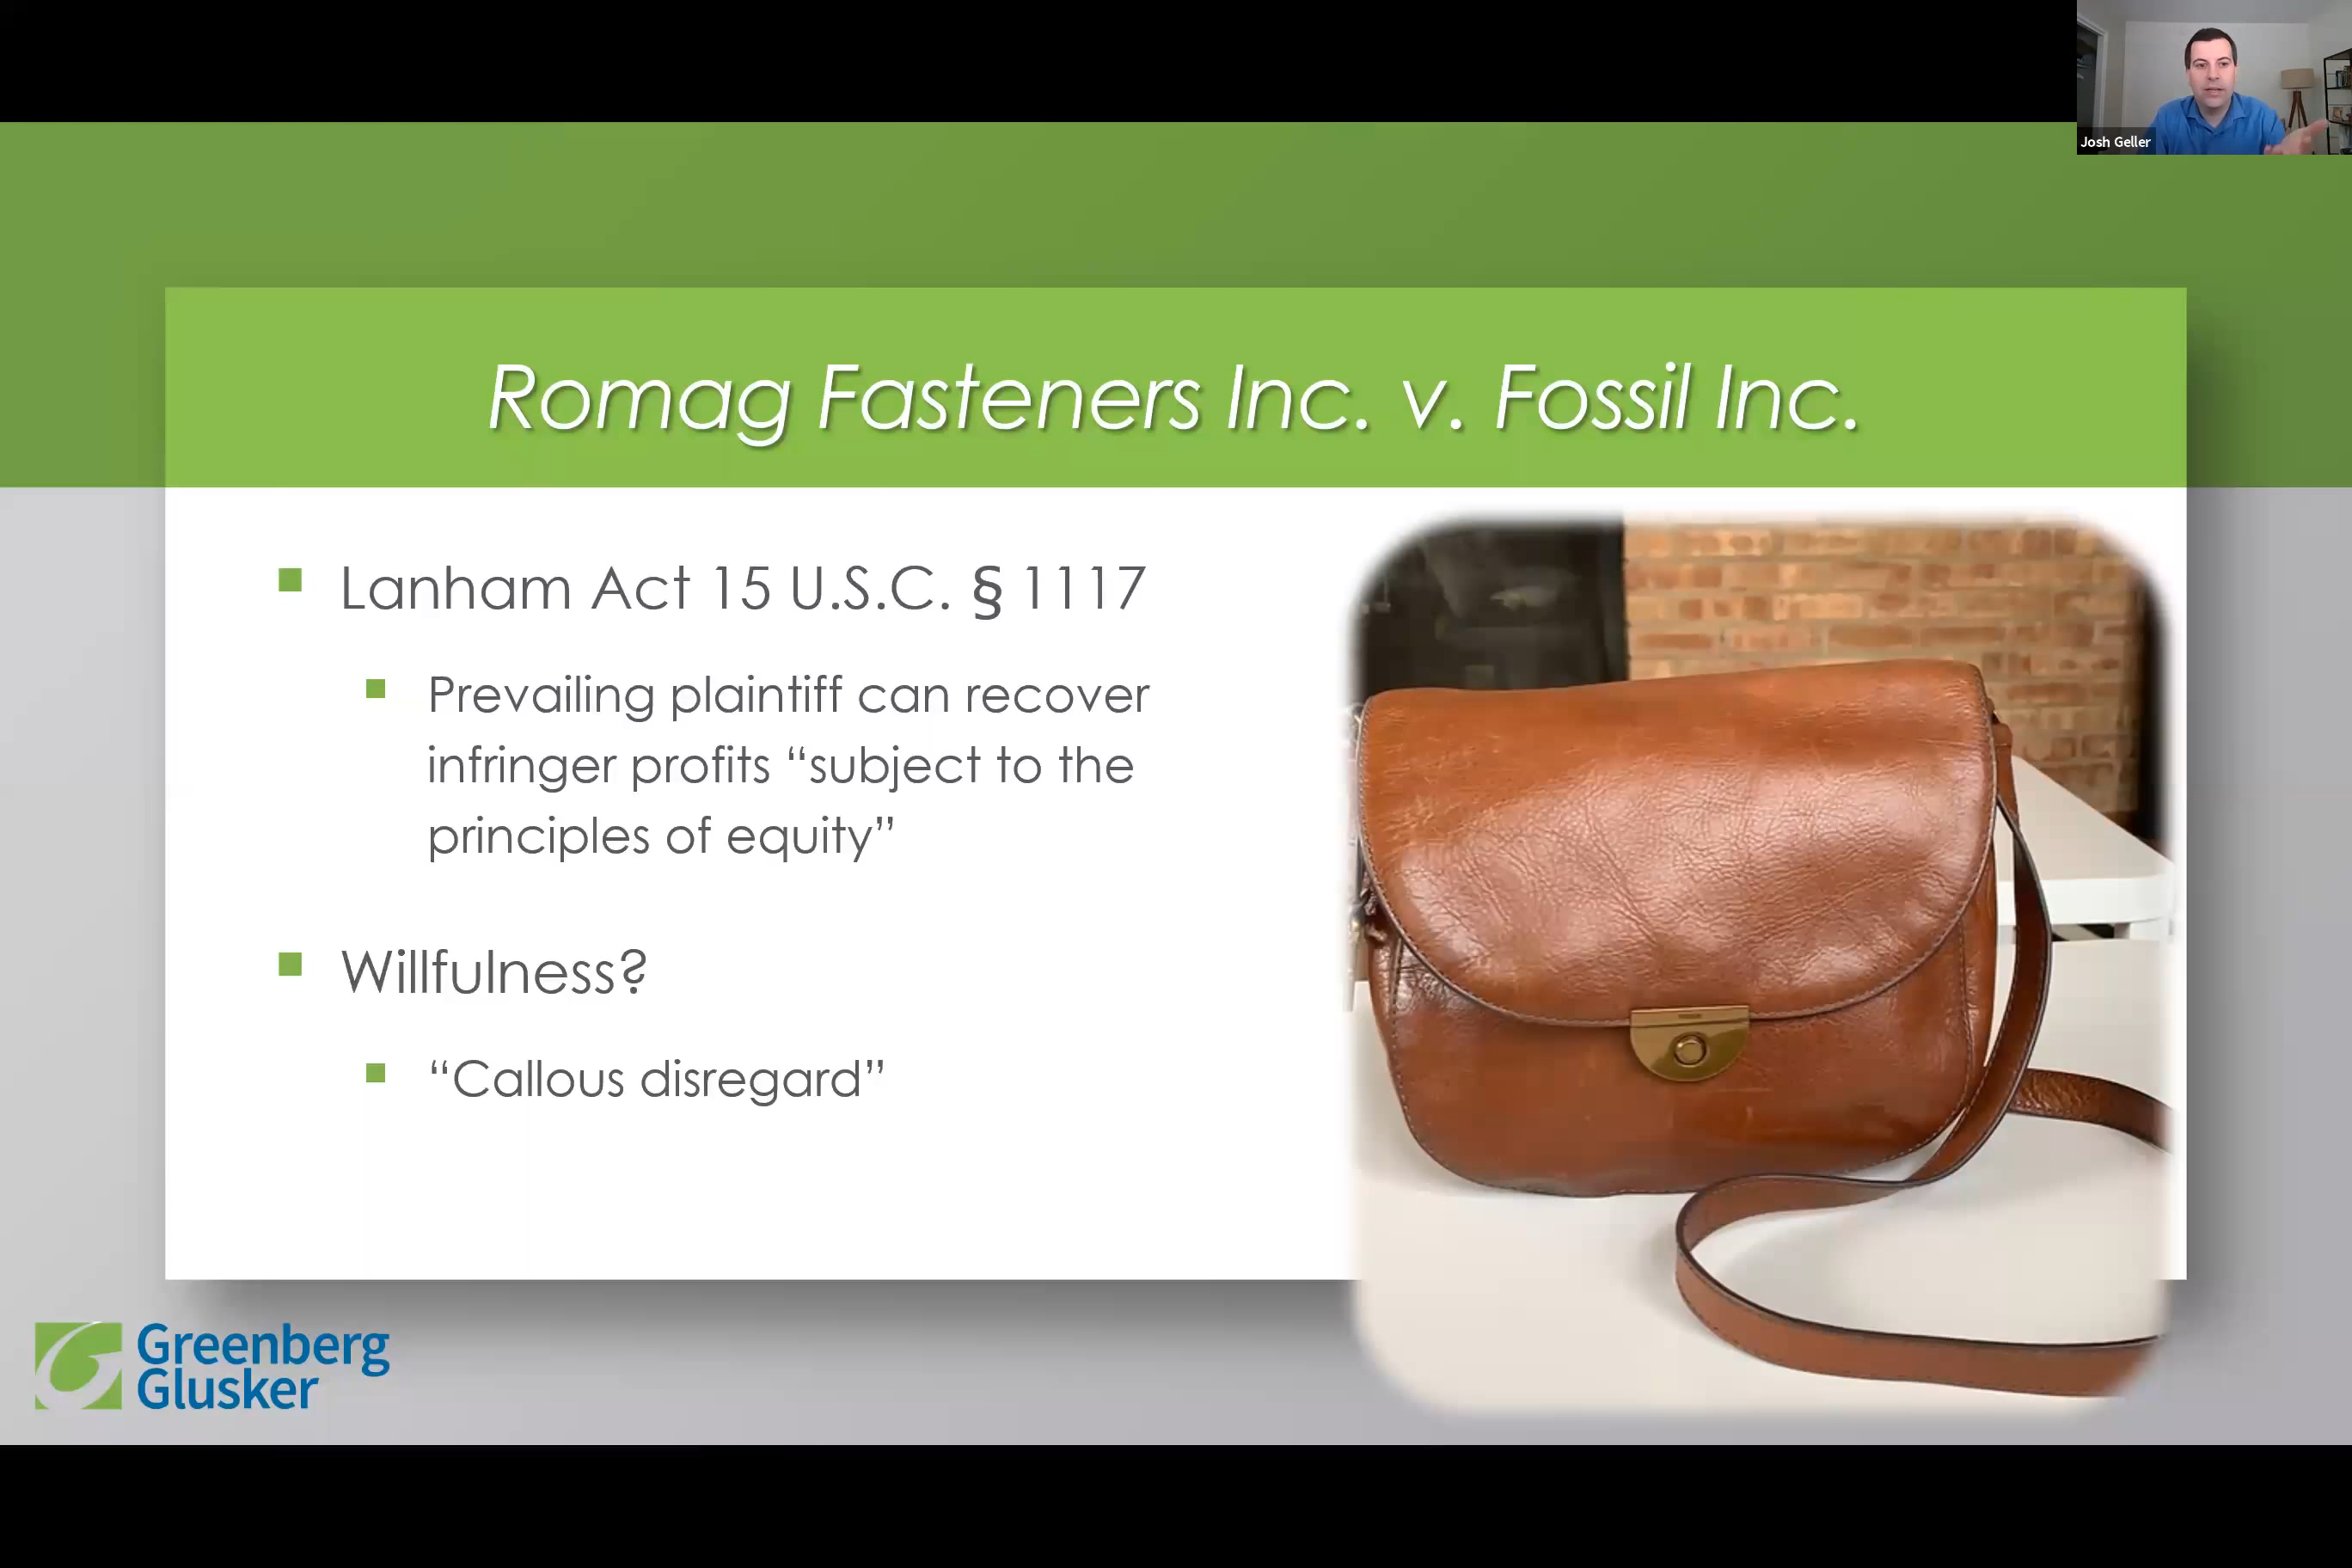 Josh Geller
Romag Fasteners Inc. v. Fossil Inc.
Lanham Act 15 U.S.C. § 1117
Prevailing plaintiff can recover
infringer profits “subject to the
principles of equity”
Willfulness?
“Callous disregard”
Greenberg
Glusker